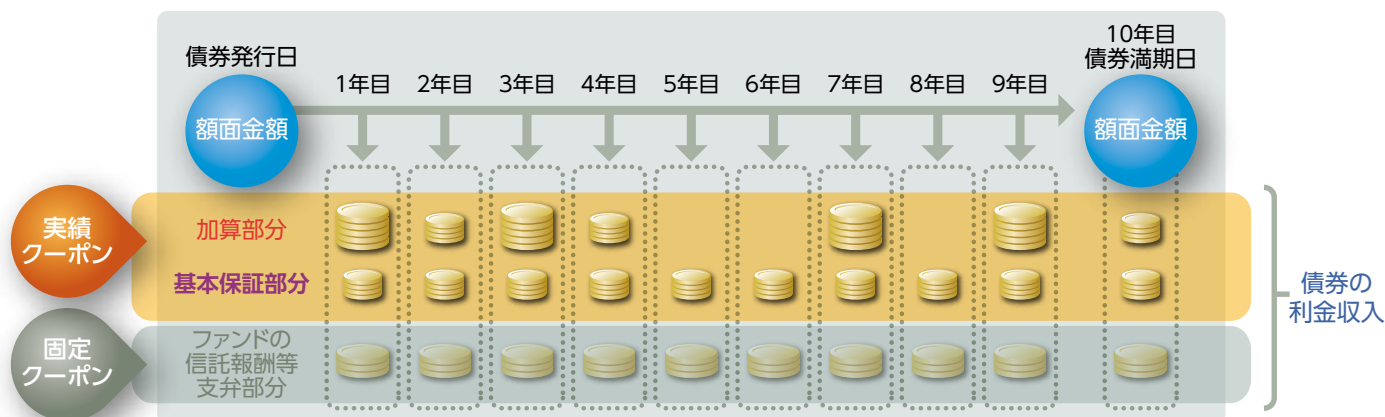 債券発行日
額面金額
1年目
2年目
3年目
4年目
5年目
6年目
7年目
8年目
9年目
10年目
債券満期日
額面金額
実績
クーポン
加算部分
基本保証部分
固定
クーポン
ファンドの
信託報酬等
支弁部分
債券の
利金収入